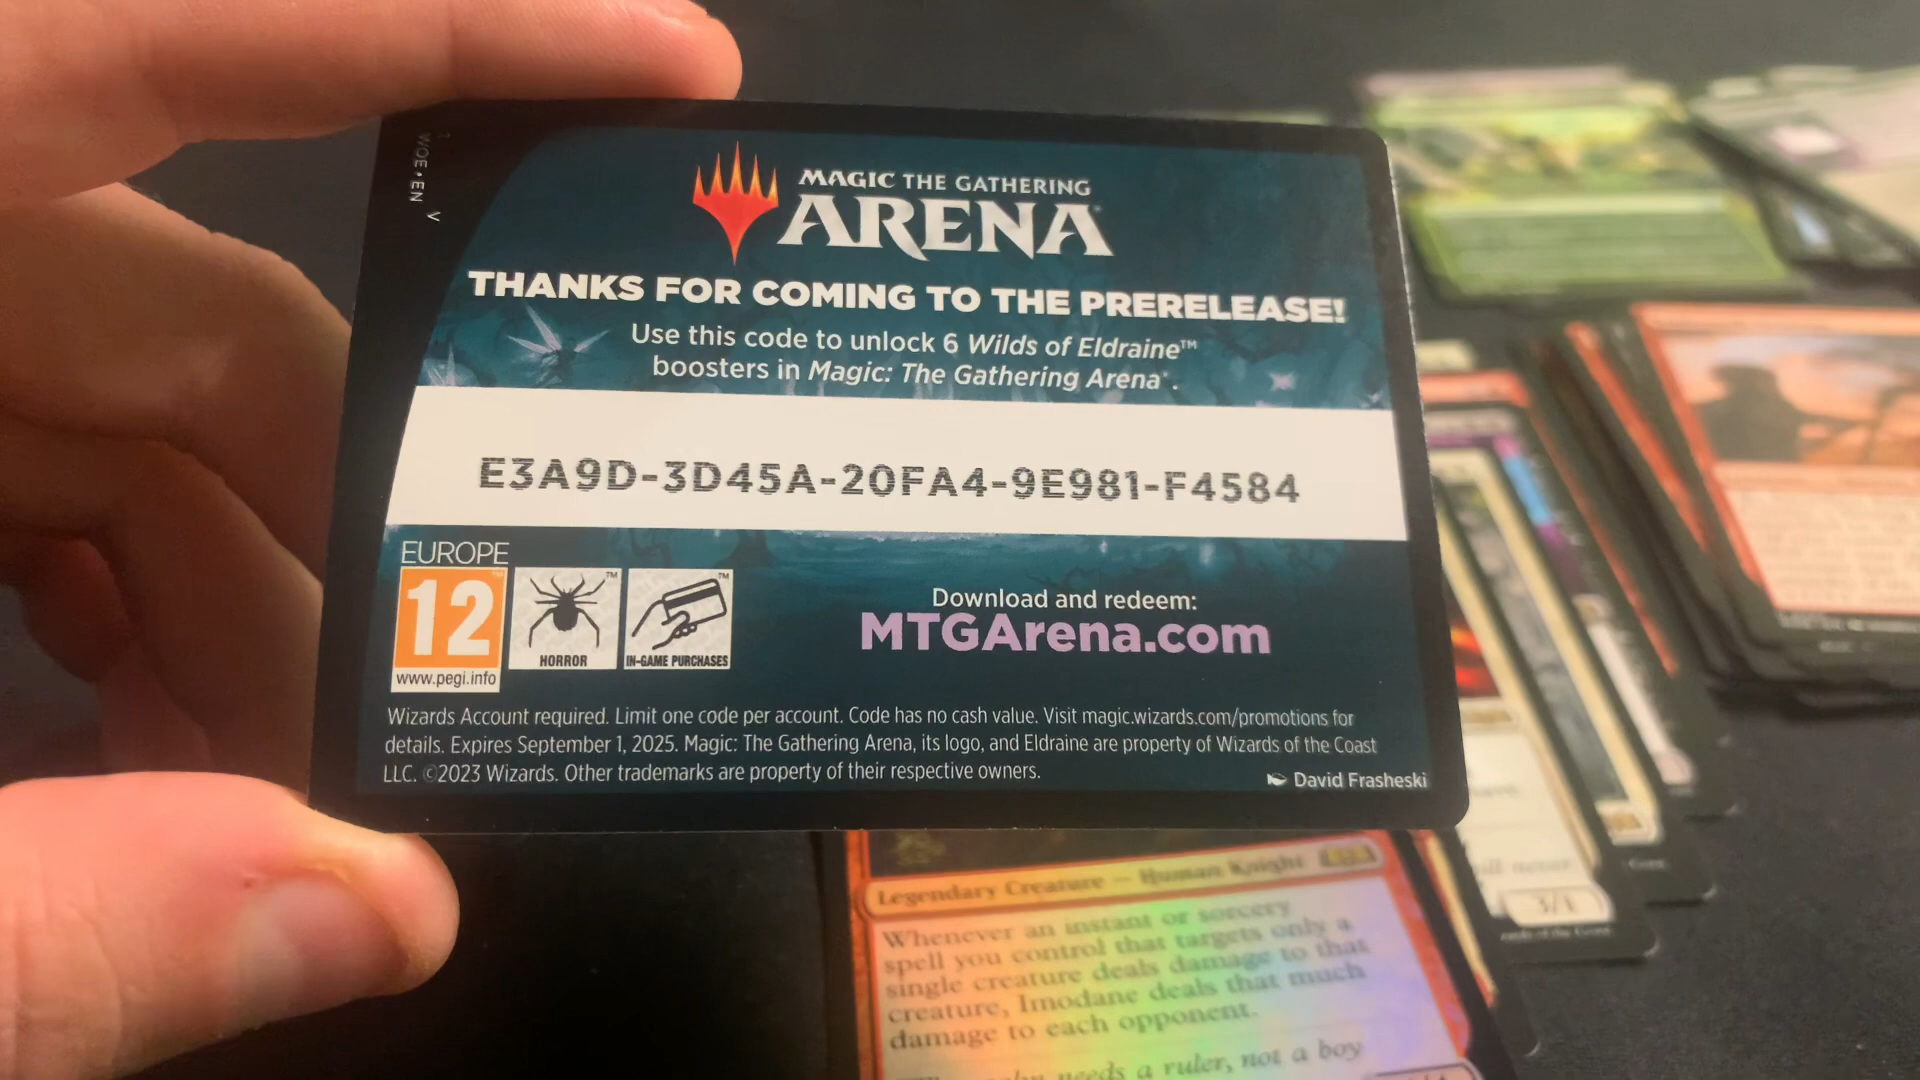 WOE • EN V
MAGIC THE GATHERING
ARENA
THANKS FOR COMING TO THE PRERELEASE!
Use this code to unlock 6 Wilds of Eldraine™
boosters in Magic: The Gathering Arena®.
E3A9D-3D45A-20FA4-9E981-F4584
EUROPE
12
www.pegi.info
HORROR
IN-GAME PURCHASES
Download and redeem:
MTGArena.com
Wizards Account required. Limit one code per account. Code has no cash value. Visit magic.wizards.com/promotions for
details. Expires September 1, 2025. Magic: The Gathering Arena, its logo, and Eldraine are property of Wizards of the Coast
LLC. ©2023 Wizards. Other trademarks are property of their respective owners.
David Frasheski
Legendary Creature — Human Knight
Whenever an instant or sorcery
spell you control that targets only a
single creature deals damage to that
creature, Imodane deals that much
damage to each opponent.
needs a ruler, not a boy
3/1